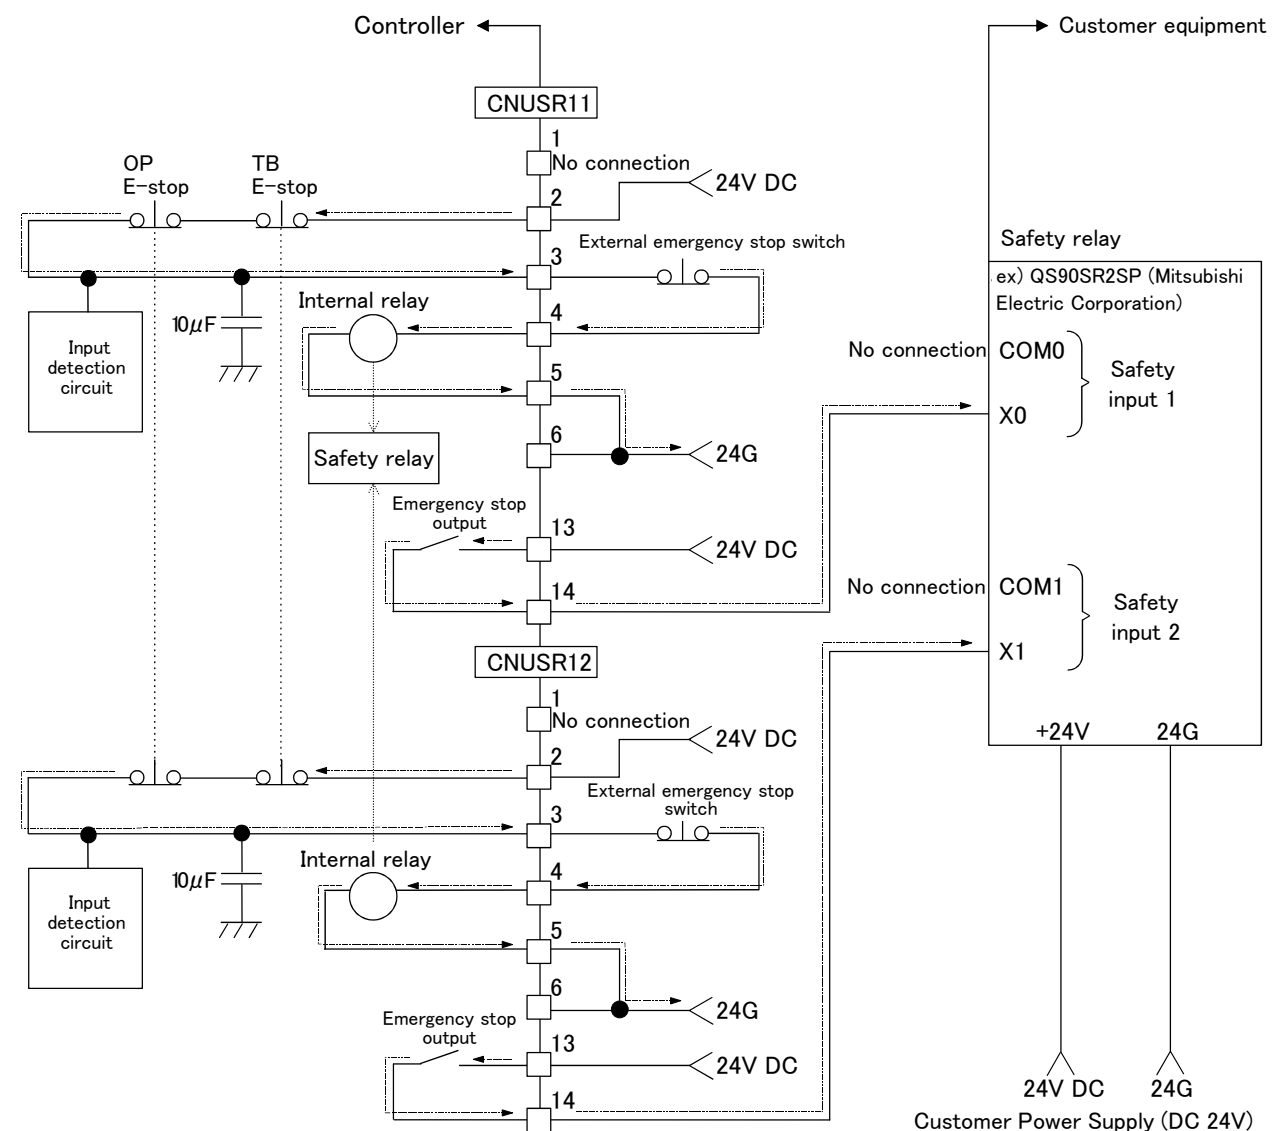 Controller
Customer equipment
CNUSR11
1
No connection
OP
E-stop
TB
E-stop
2
24V DC
3
External emergency stop switch
Internal relay
4
10μF
Input
detection
circuit
5
6
24G
Safety relay
Emergency stop
output
13
24V DC
14
Safety relay
ex) QS90SR2SP (Mitsubishi
Electric Corporation)
No connection
COM0
X0
Safety
input 1
No connection
COM1
X1
Safety
input 2
+24V
24G
CNUSR12
1
No connection
2
24V DC
3
External emergency stop
switch
Internal relay
4
10μF
Input
detection
circuit
5
6
24G
Emergency stop
output
13
24V DC
14
24V DC
24G
Customer Power Supply (DC 24V)